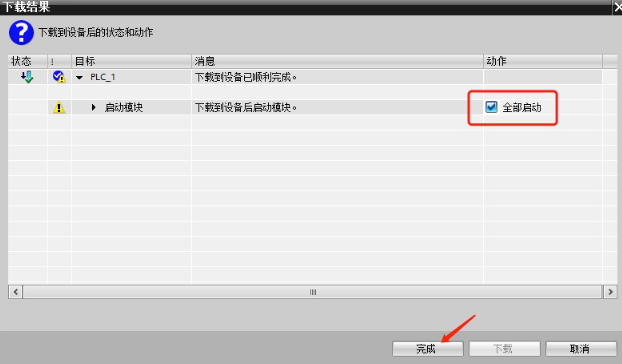 下载结果
下载到设备后的状态和动作
状态 ! 目标 消息 动作
PLC_1 下载到设备已顺利完成。
启动模块 下载到设备后启动模块。 全部启动
完成 下载 取消